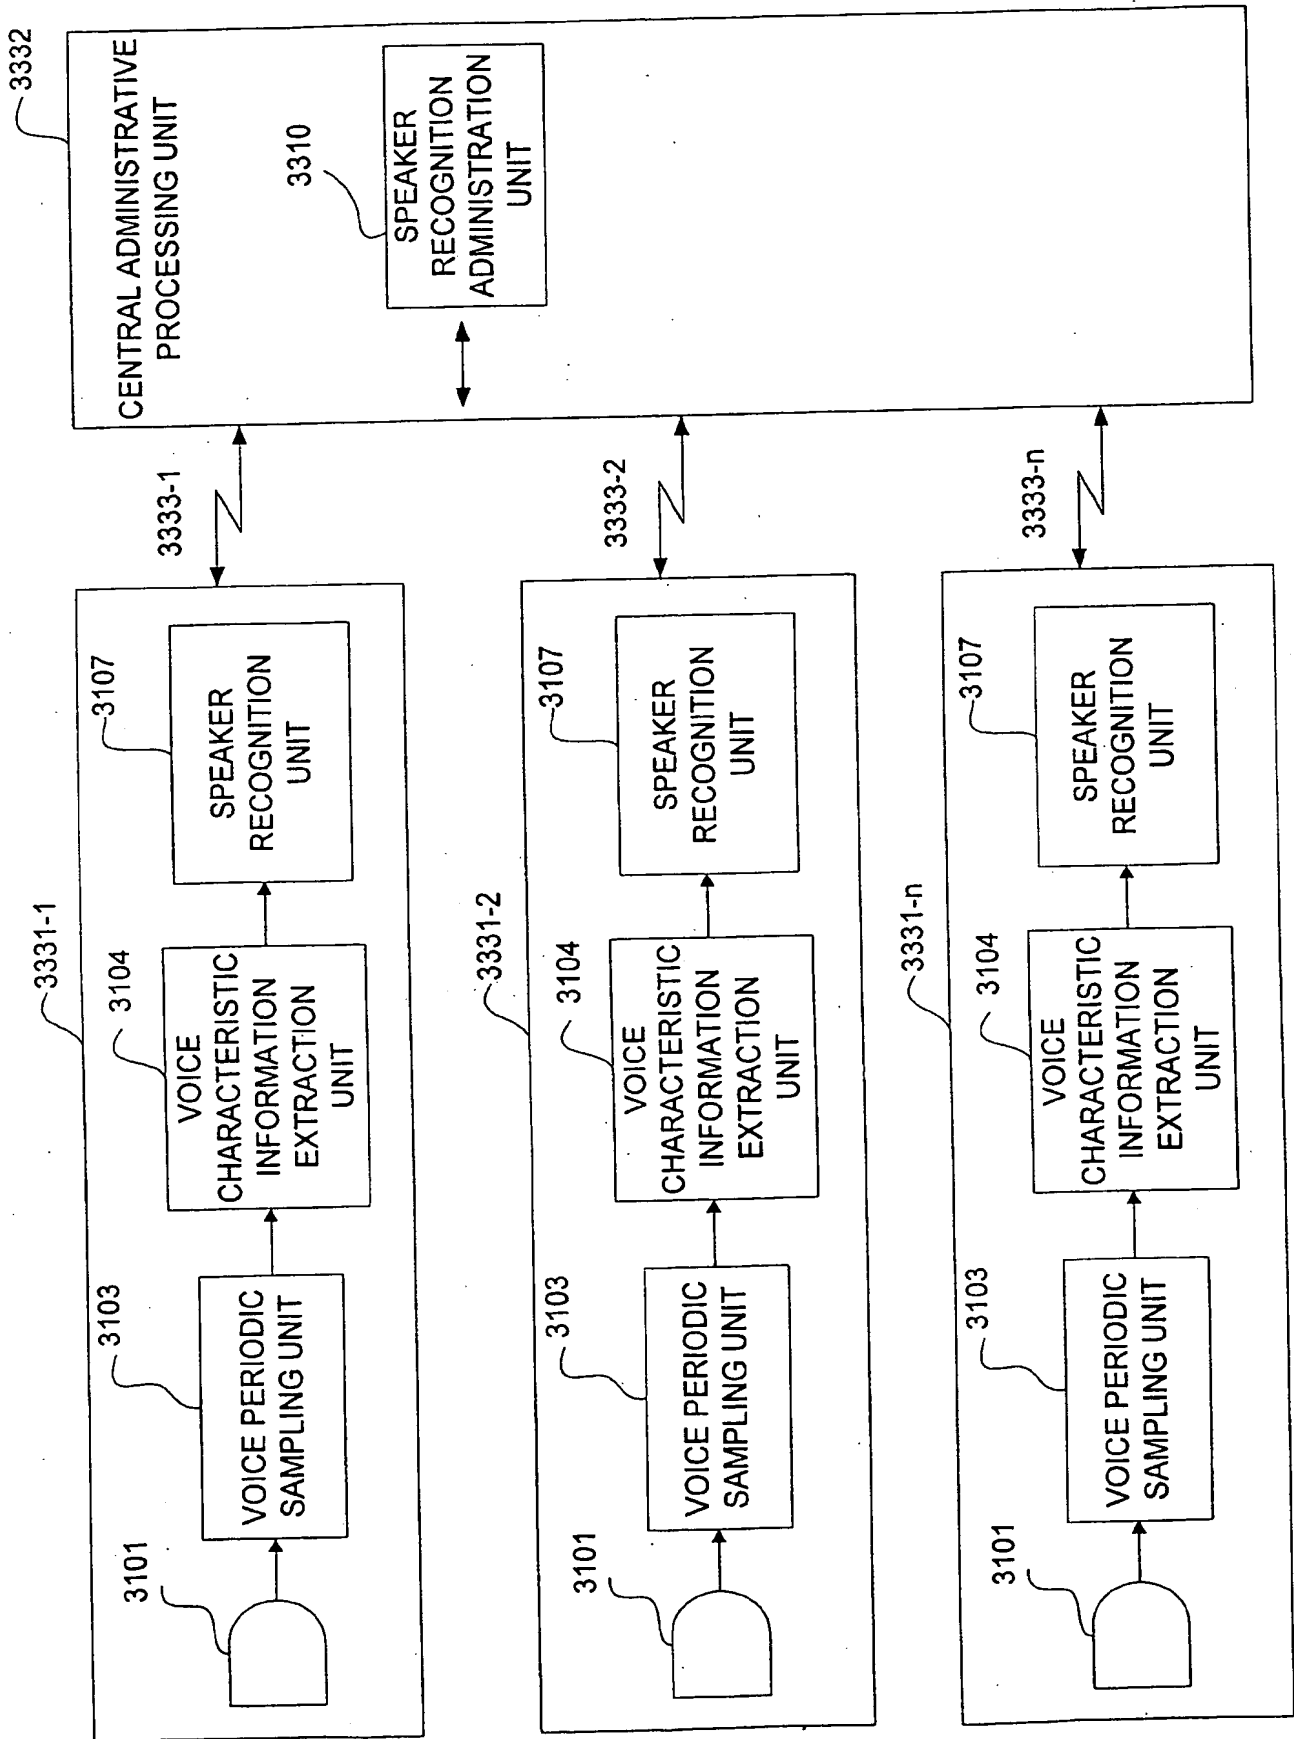 3331-1
3101
3103
VOICE PERIODIC
SAMPLING UNIT
3104
VOICE
CHARACTERISTIC
INFORMATION
EXTRACTION
UNIT
3107
SPEAKER
RECOGNITION
UNIT
3333-1
3331-2
3101
3103
VOICE PERIODIC
SAMPLING UNIT
3104
VOICE
CHARACTERISTIC
INFORMATION
EXTRACTION
UNIT
3107
SPEAKER
RECOGNITION
UNIT
3333-2
3331-n
3101
3103
VOICE PERIODIC
SAMPLING UNIT
3104
VOICE
CHARACTERISTIC
INFORMATION
EXTRACTION
UNIT
3107
SPEAKER
RECOGNITION
UNIT
3333-n
3332
CENTRAL ADMINISTRATIVE
PROCESSING UNIT
3310
SPEAKER
RECOGNITION
ADMINISTRATION
UNIT